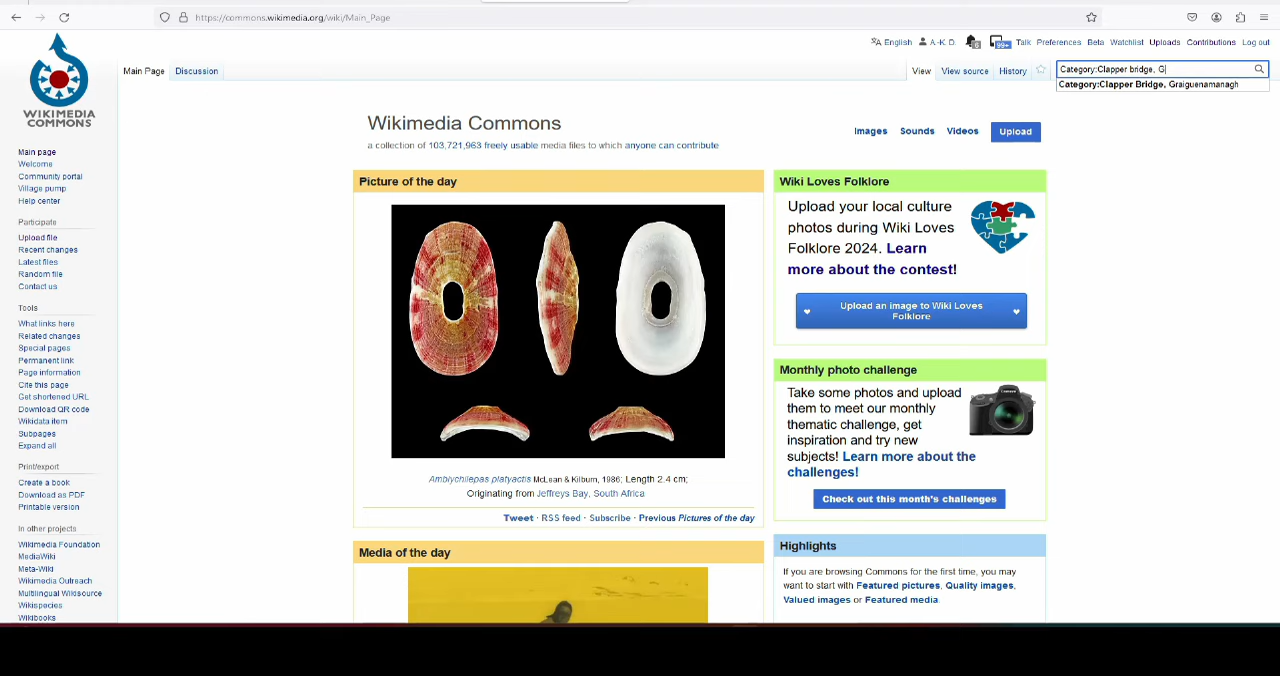 https://commons.wikimedia.org/wiki/Main_Page
English A.-K. D. 6 99+ Talk Preferences Beta Watchlist Uploads Contributions Log out
Main Page Discussion View View source History Category:Clapper bridge, G
Category:Clapper Bridge, Graiguenamanagh
WIKIMEDIA
COMMONS
Main page
Welcome
Community portal
Village pump
Help center
Participate
Upload file
Recent changes
Latest files
Random file
Contact us
Tools
What links here
Related changes
Special pages
Permanent link
Page information
Cite this page
Get shortened URL
Download QR code
Wikidata item
Subpages
Expand all
Print/export
Create a book
Download as PDF
Printable version
In other projects
Wikimedia Foundation
MediaWiki
Meta-Wiki
Wikimedia Outreach
Multilingual Wikisource
Wikispecies
Wikibooks
Wikimedia Commons
a collection of 103,721,963 freely usable media files to which anyone can contribute
Images Sounds Videos Upload
Picture of the day
Amblychilepas platyactis McLean & Kilburn, 1986; Length 2.4 cm;
Originating from Jeffreys Bay, South Africa
Tweet · RSS feed · Subscribe · Previous Pictures of the day
Media of the day
Wiki Loves Folklore
Upload your local culture
photos during Wiki Loves
Folklore 2024. Learn
more about the contest!
Upload an image to Wiki Loves
Folklore
Monthly photo challenge
Take some photos and upload
them to meet our monthly
thematic challenge, get
inspiration and try new
subjects! Learn more about the
challenges!
Check out this month's challenges
Highlights
If you are browsing Commons for the first time, you may
want to start with Featured pictures, Quality images,
Valued images or Featured media.